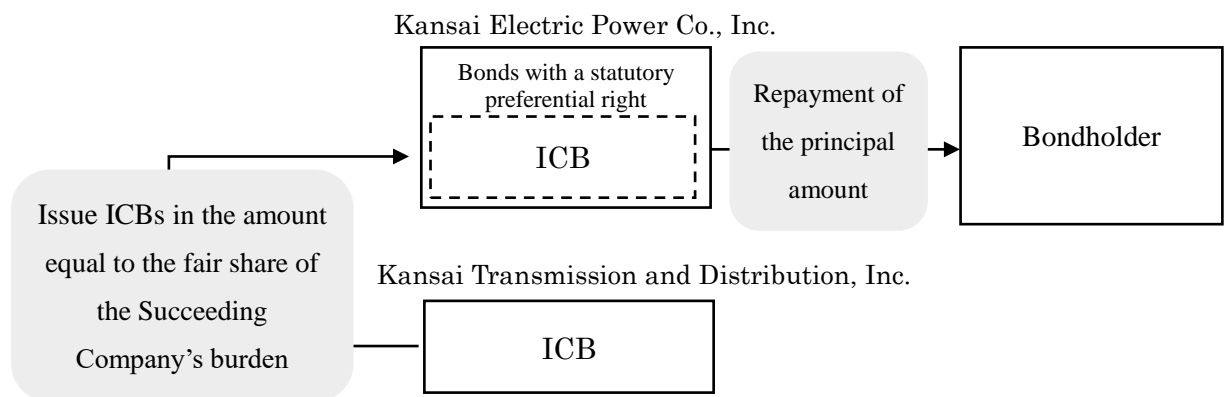 Kansai Electric Power Co., Inc.
Bonds with a statutory
preferential right
ICB
Repayment of
the principal
amount
Bondholder
Issue ICBs in the amount
equal to the fair share of
the Succeeding
Company's burden
Kansai Transmission and Distribution, Inc.
ICB